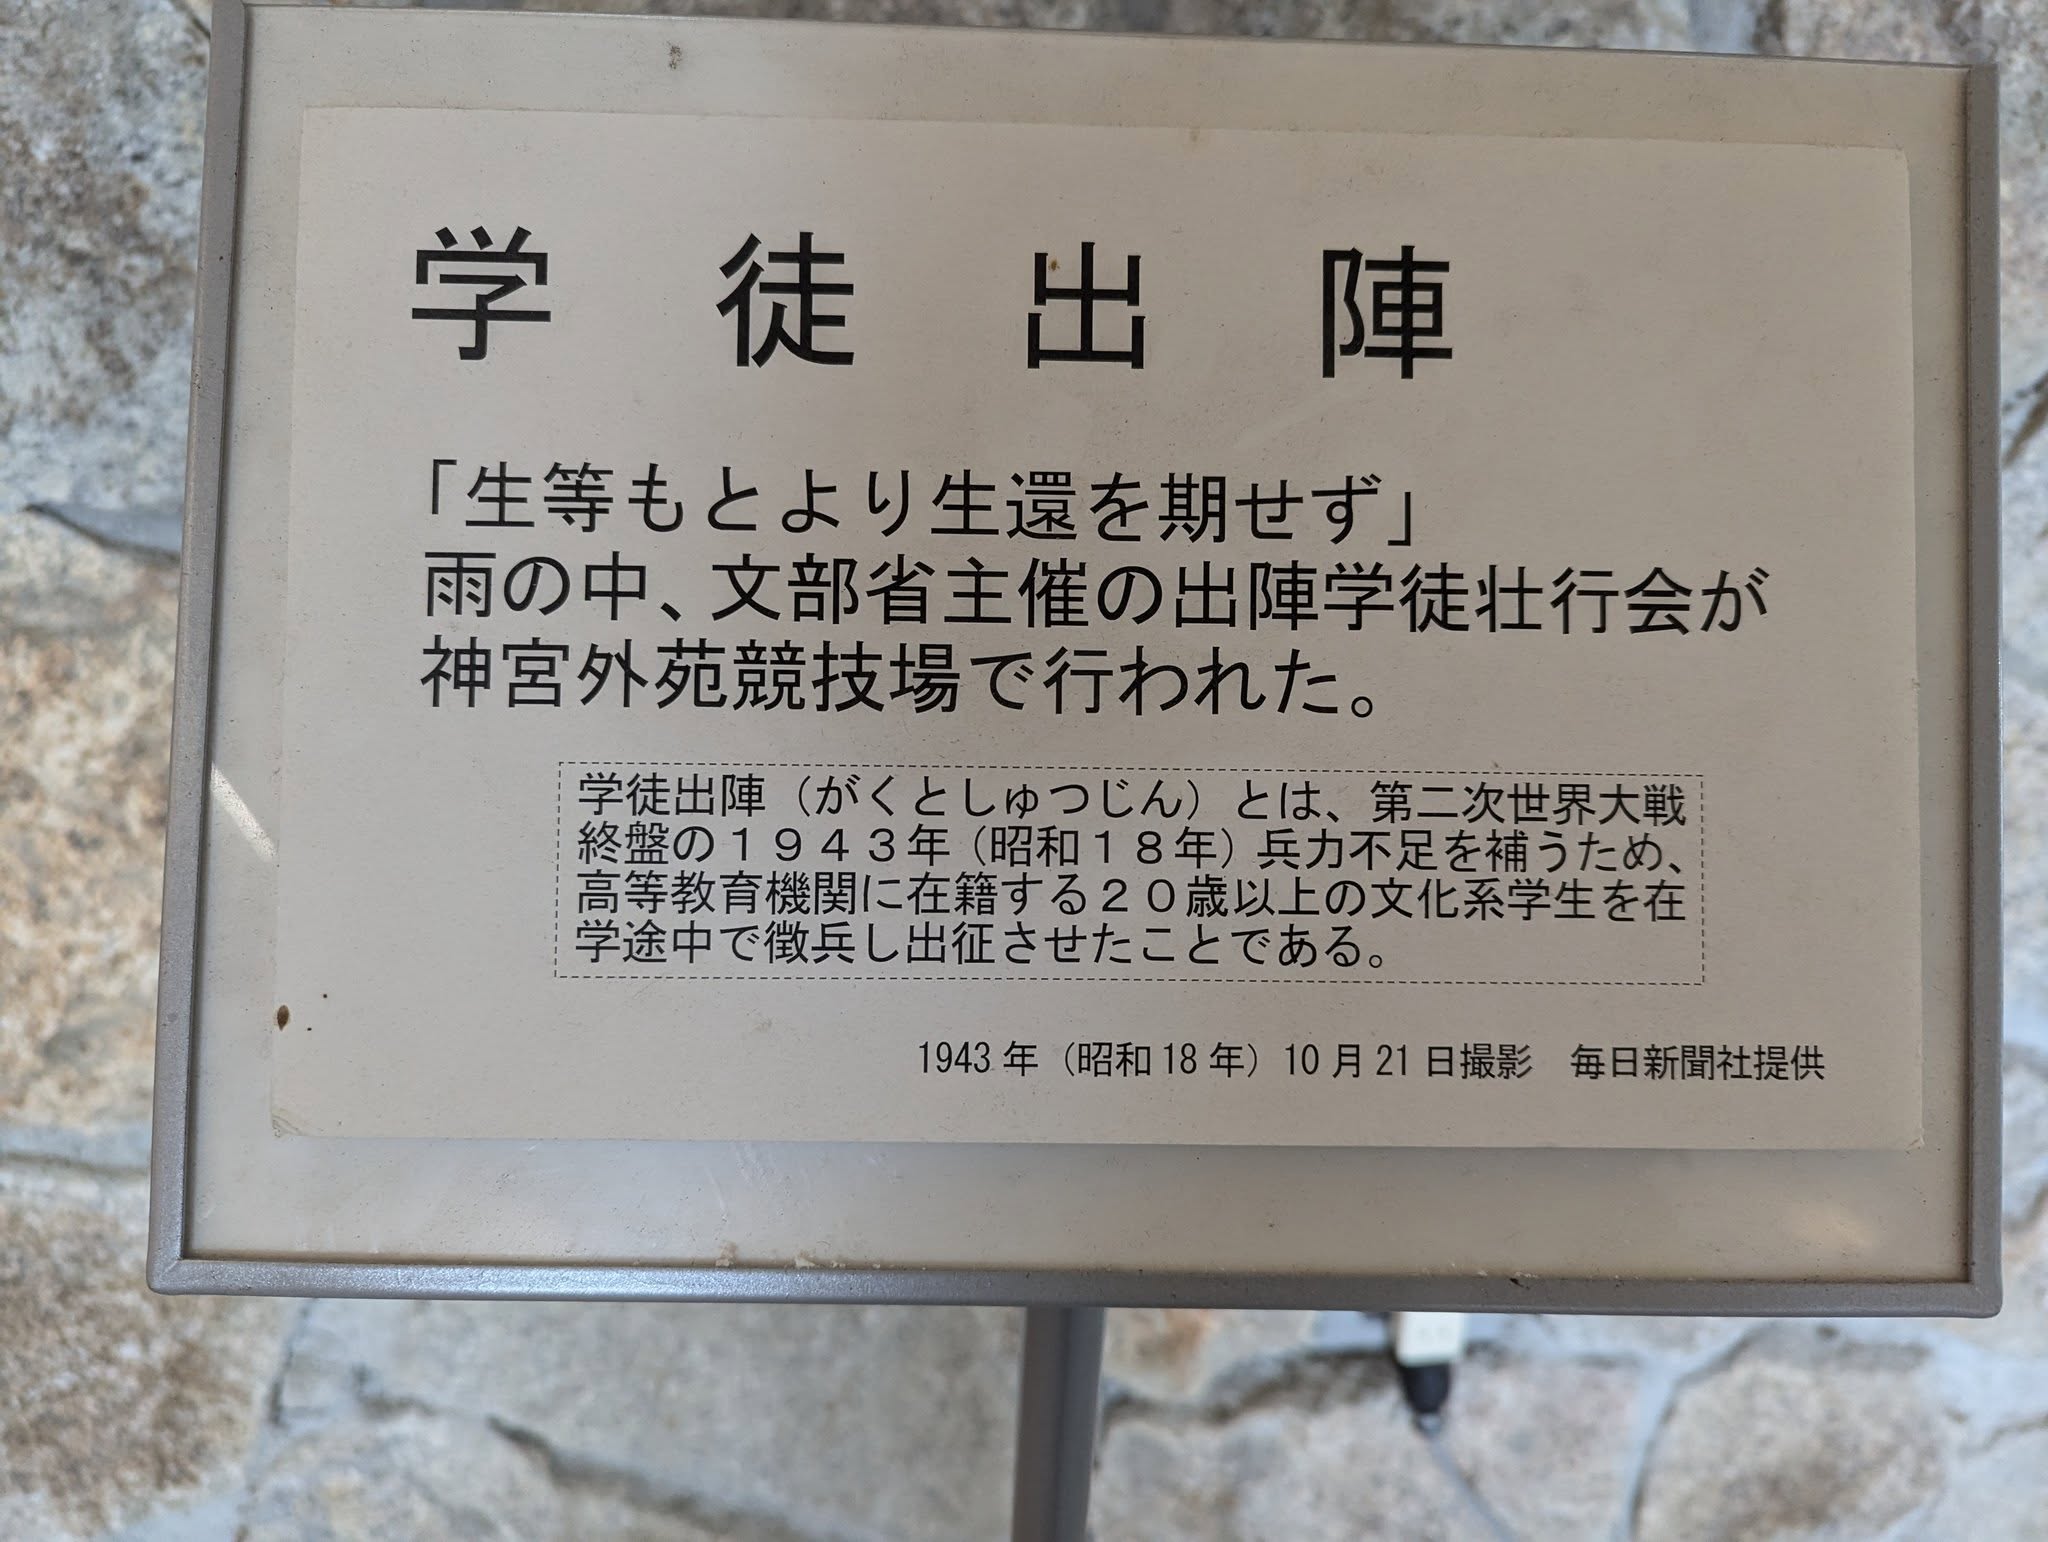 学徒出陣
「生等もとより生還を期せず」
雨の中、文部省主催の出陣学徒壮行会が
神宮外苑競技場で行われた。
学徒出陣（がくとしゅつじん）とは、第二次世界大戦
終盤の１９４３年（昭和１８年）兵力不足を補うため、
高等教育機関に在籍する２０歳以上の文化系学生を在
学途中で徴兵し出征させたことである。
1943年（昭和18年）10月21日撮影　毎日新聞社提供